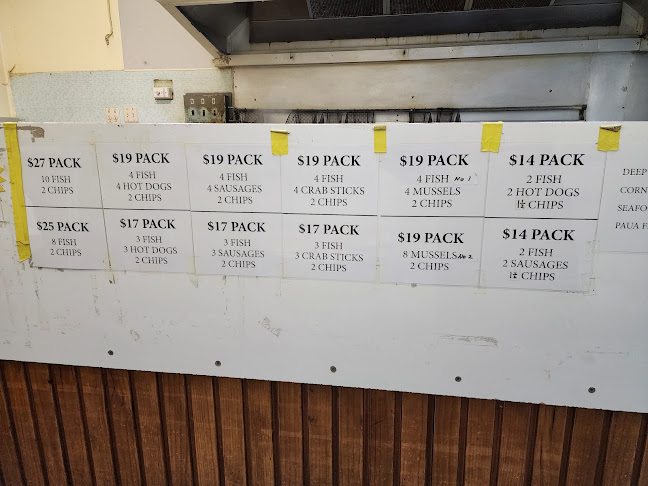 $27 PACK
10 FISH
2 CHIPS
$19 PACK
4 FISH
4 HOT DOGS
2 CHIPS
$19 PACK
4 FISH
4 SAUSAGES
2 CHIPS
$19 PACK
4 FISH
4 CRAB STICKS
2 CHIPS
$19 PACK
4 FISH No 1
4 MUSSELS
2 CHIPS
$14 PACK
2 FISH
2 HOT DOGS
1½ CHIPS
$25 PACK
8 FISH
2 CHIPS
$17 PACK
3 FISH
3 HOT DOGS
2 CHIPS
$17 PACK
3 FISH
3 SAUSAGES
2 CHIPS
$17 PACK
3 FISH
3 CRAB STICKS
2 CHIPS
$19 PACK
8 MUSSELS No 2
2 CHIPS
$14 PACK
2 FISH
2 SAUSAGES
1½ CHIPS
DEEP
CORN
SEAFO
PAUA F